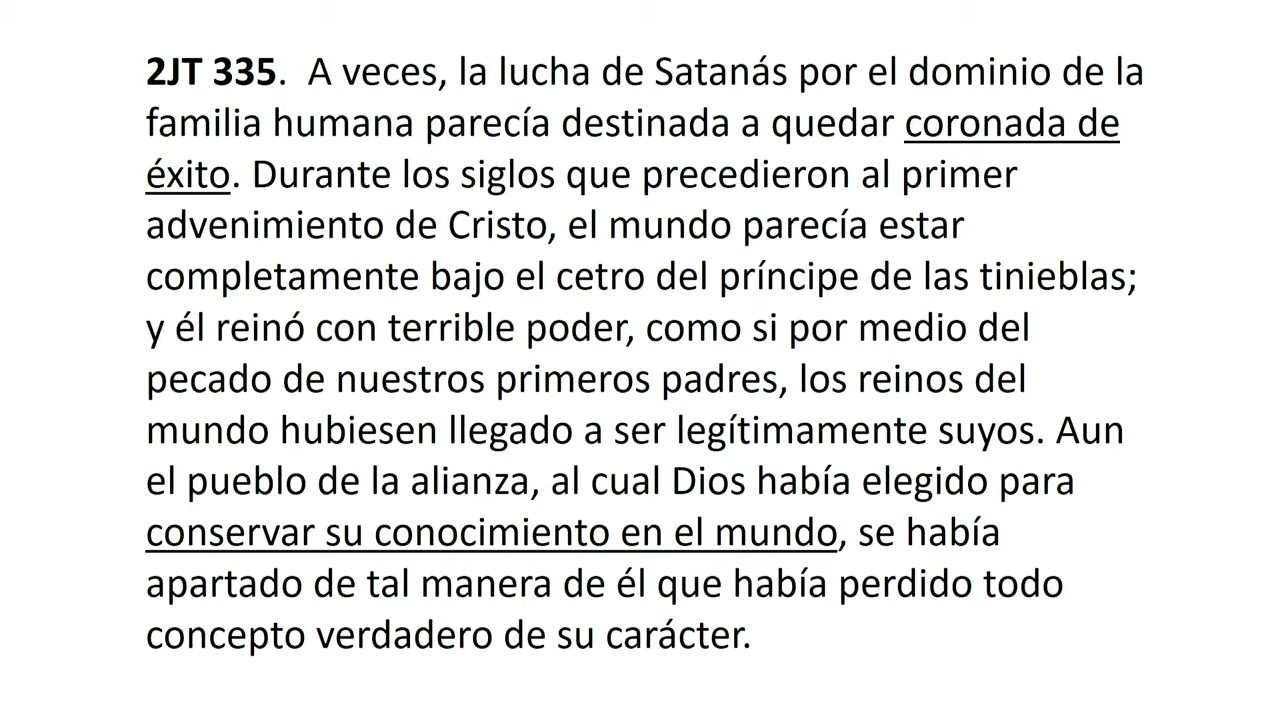 2JT 335.  A veces, la lucha de Satanás por el dominio de la
familia humana parecía destinada a quedar coronada de
éxito. Durante los siglos que precedieron al primer
advenimiento de Cristo, el mundo parecía estar
completamente bajo el cetro del príncipe de las tinieblas;
y él reinó con terrible poder, como si por medio del
pecado de nuestros primeros padres, los reinos del
mundo hubiesen llegado a ser legítimamente suyos. Aun
el pueblo de la alianza, al cual Dios había elegido para
conservar su conocimiento en el mundo, se había
apartado de tal manera de él que había perdido todo
concepto verdadero de su carácter.